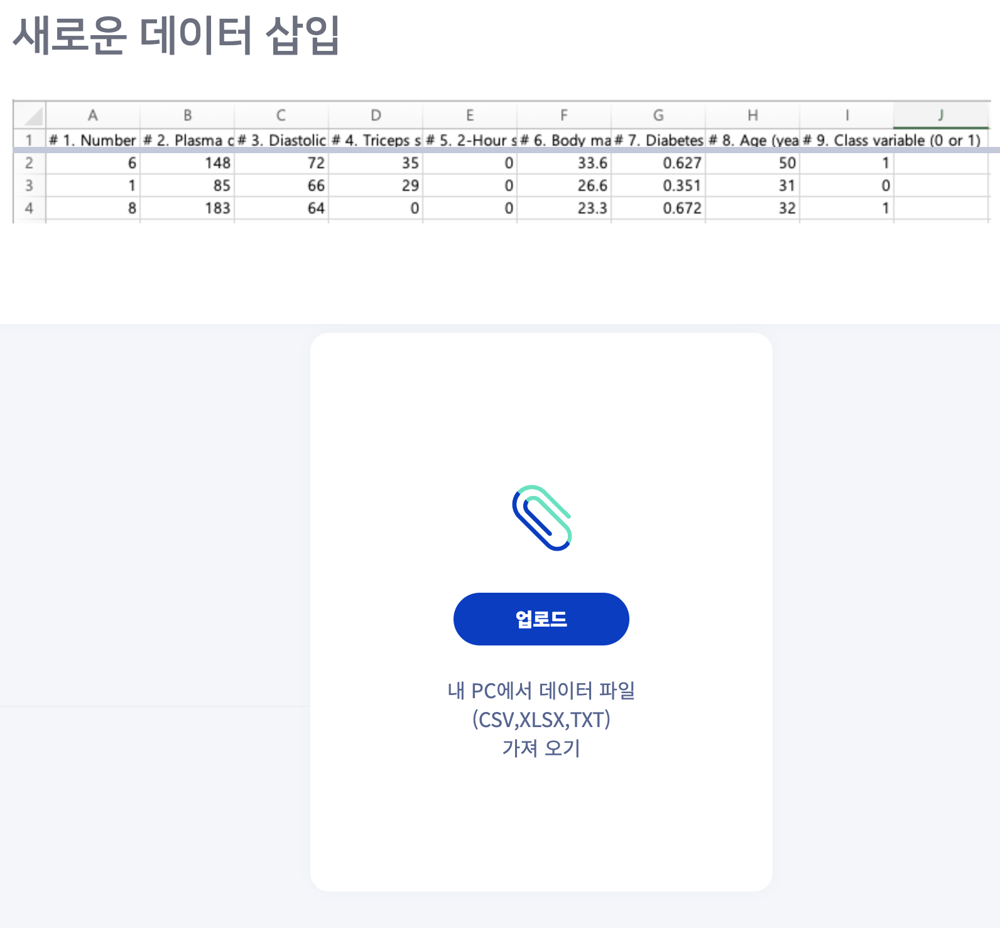 새로운 데이터 삽입
A B C D E F G H I J
1 # 1. Number # 2. Plasma c # 3. Diastolic # 4. Triceps s # 5. 2-Hour s # 6. Body ma # 7. Diabetes # 8. Age (yea # 9. Class variable (0 or 1)
2 6 148 72 35 0 33.6 0.627 50 1
3 1 85 66 29 0 26.6 0.351 31 0
4 8 183 64 0 0 23.3 0.672 32 1
업로드
내 PC에서 데이터 파일
(CSV,XLSX,TXT)
가져 오기